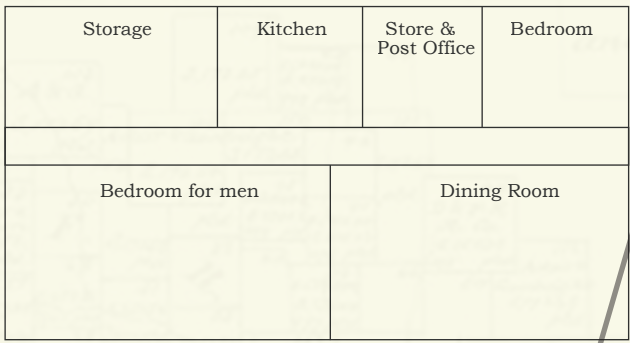 Storage
Kitchen
Store &
Post Office
Bedroom
Bedroom for men
Dining Room